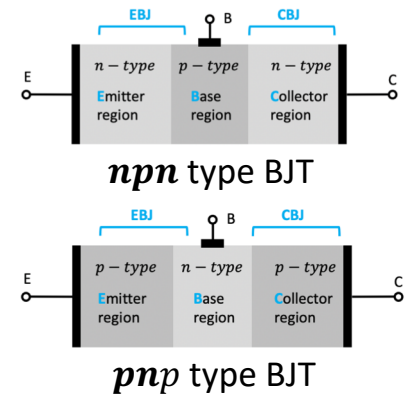 EBJ CBJ
B
E C
n − type p − type n − type
Emitter Base Collector
region region region
npn type BJT
EBJ CBJ
B
E C
p − type n − type p − type
Emitter Base Collector
region region region
pnp type BJT